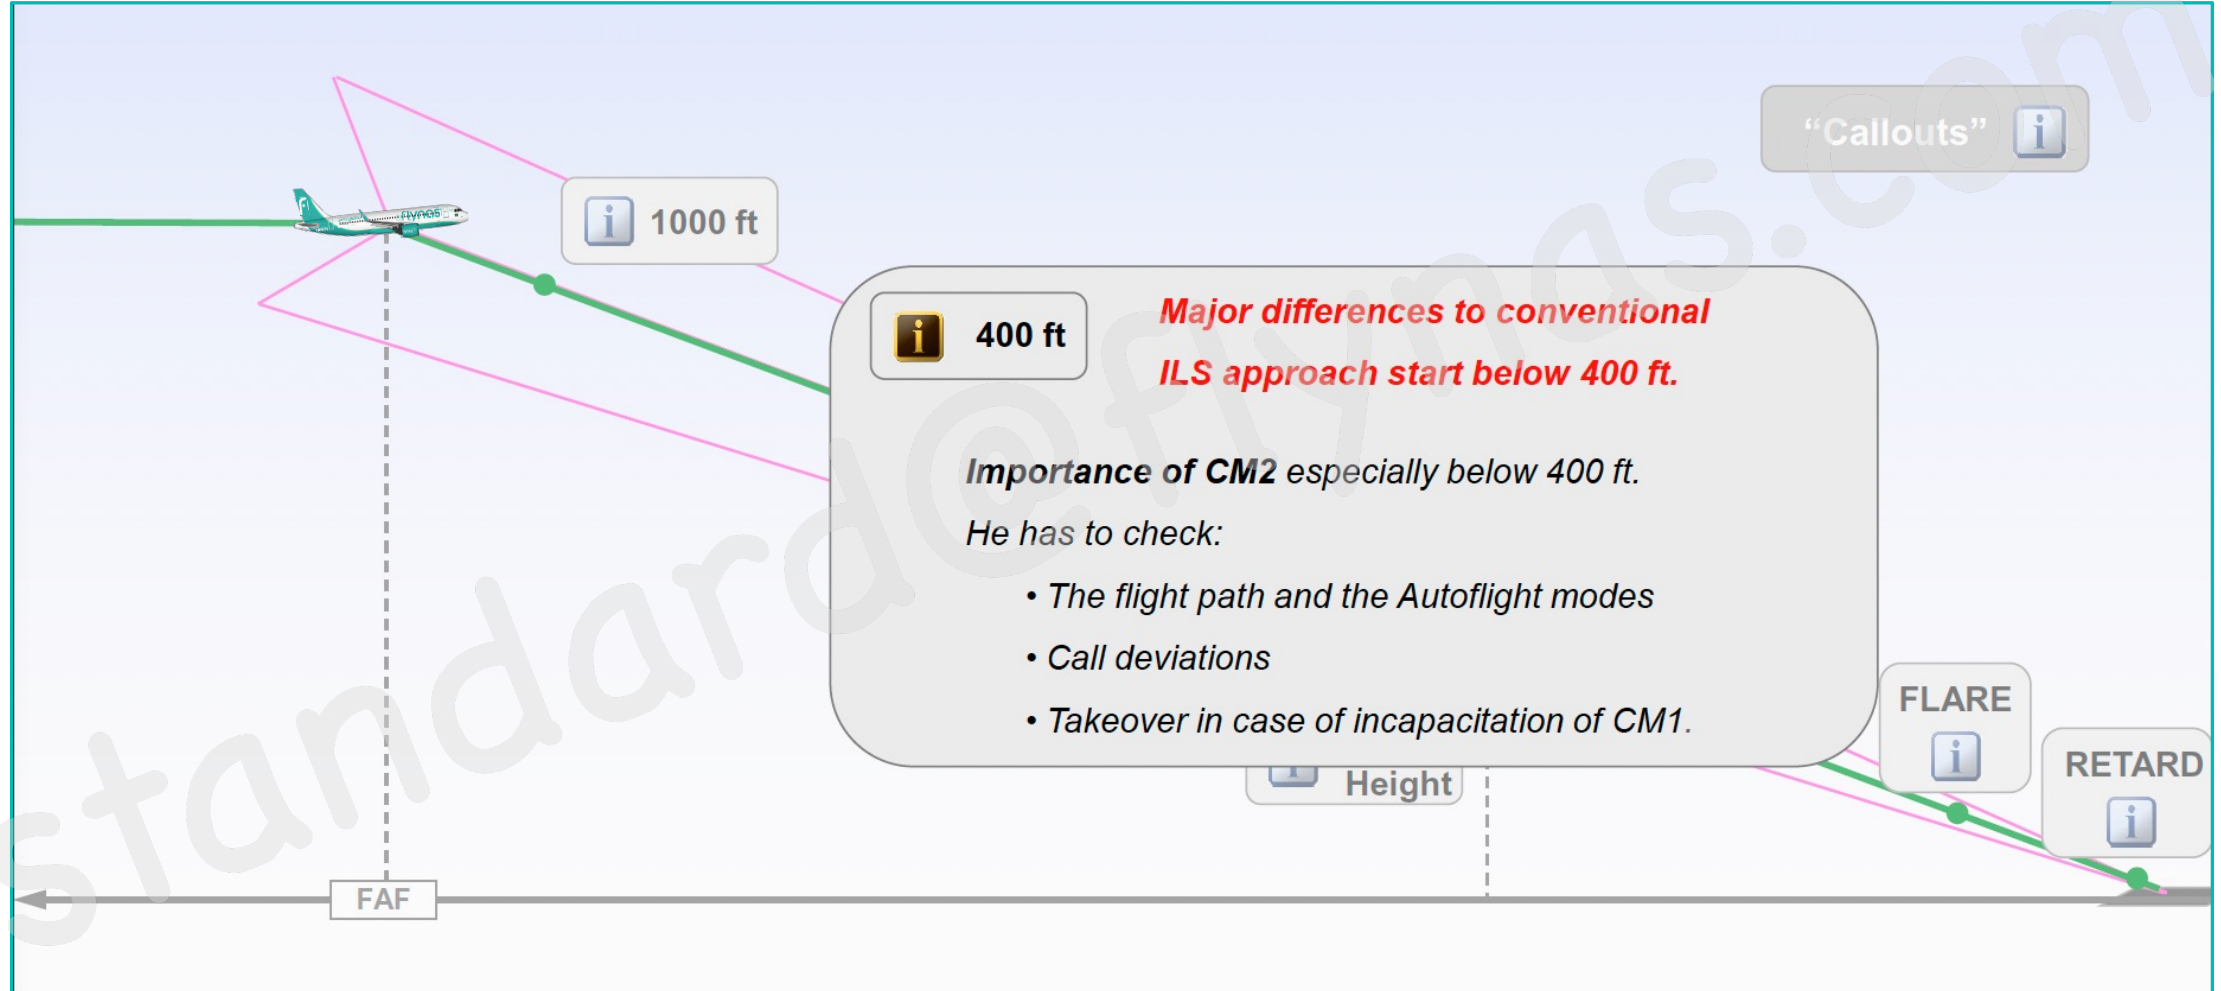 "Callouts"
1000 ft
flynas
400 ft
Major differences to conventional
ILS approach start below 400 ft.
Importance of CM2 especially below 400 ft.
He has to check:
• The flight path and the Autoflight modes
• Call deviations
• Takeover in case of incapacitation of CM1.
Height
FLARE
RETARD
FAF
standard@flynas.com